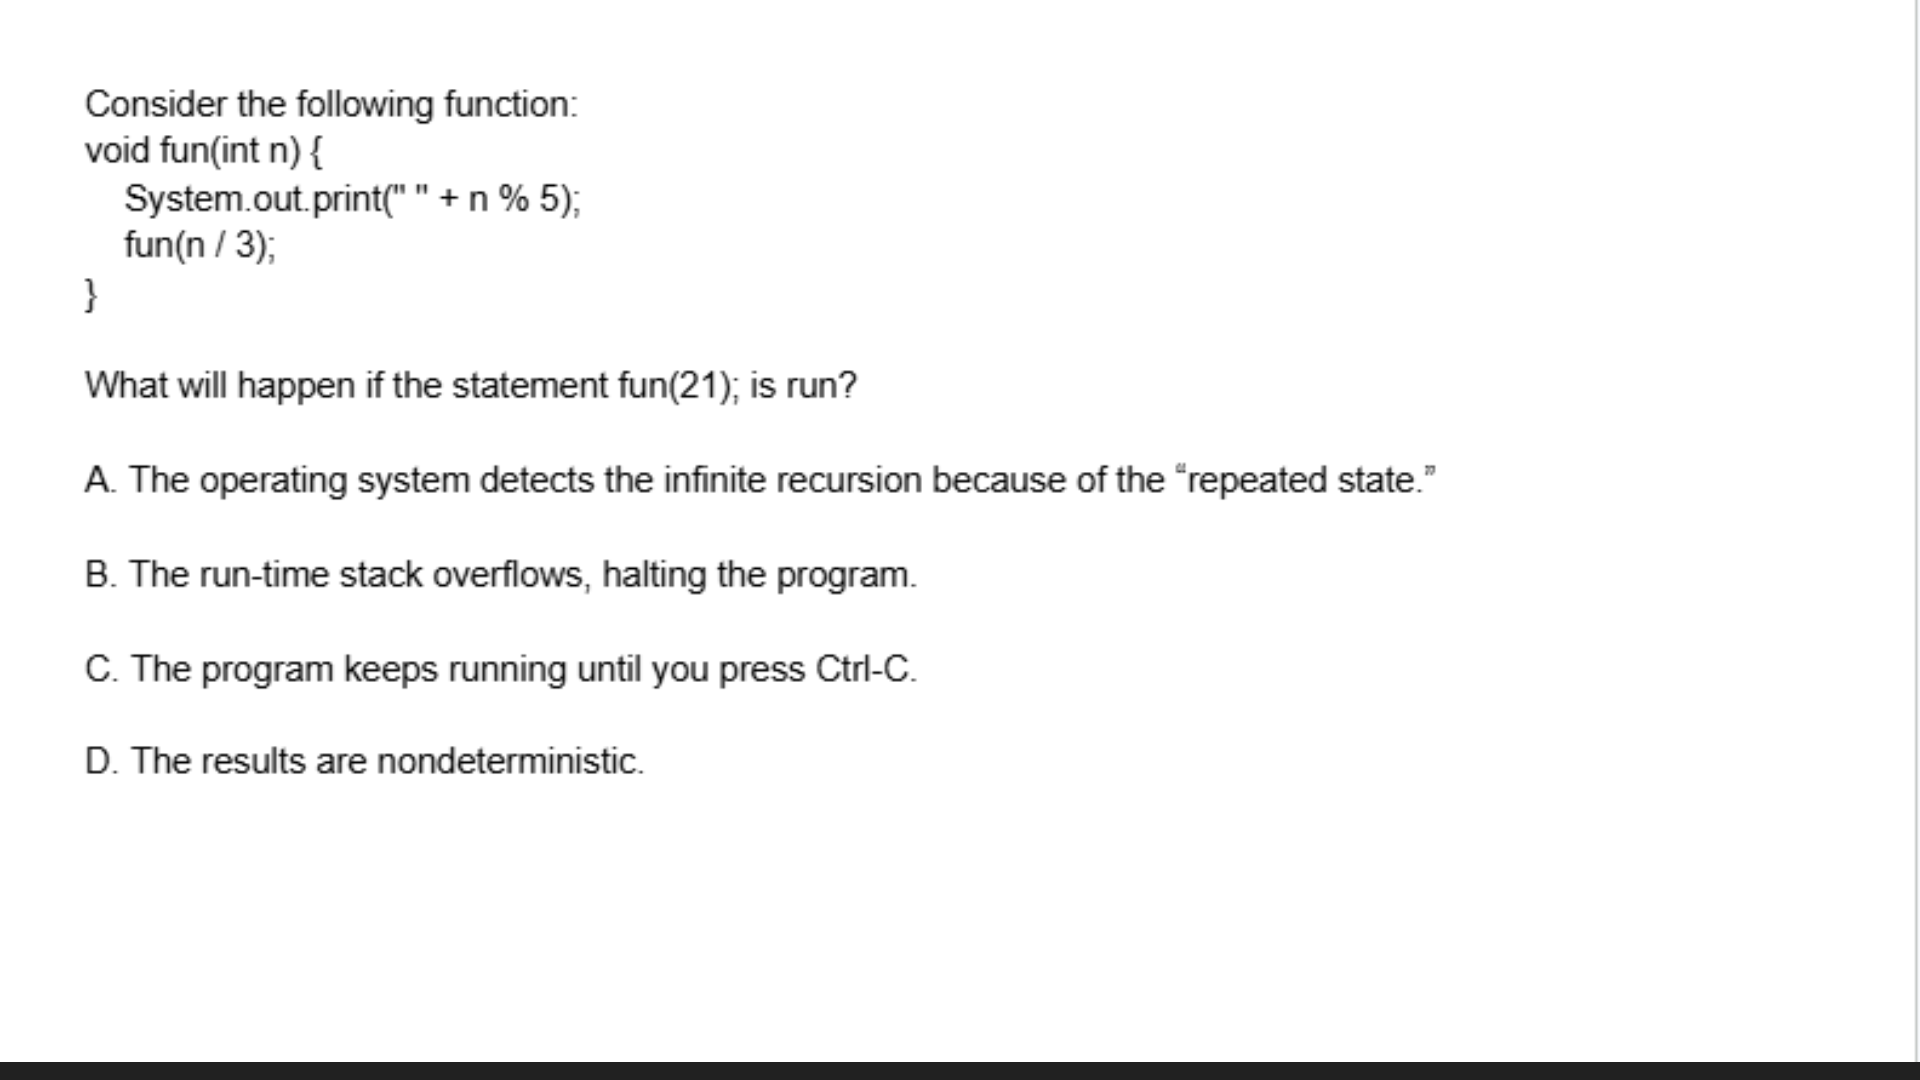 Consider the following function:
void fun(int n) {
System.out.print(" " + n % 5);
fun(n / 3);
}
What will happen if the statement fun(21); is run?
A. The operating system detects the infinite recursion because of the “repeated state.”
B. The run-time stack overflows, halting the program.
C. The program keeps running until you press Ctrl-C.
D. The results are nondeterministic.